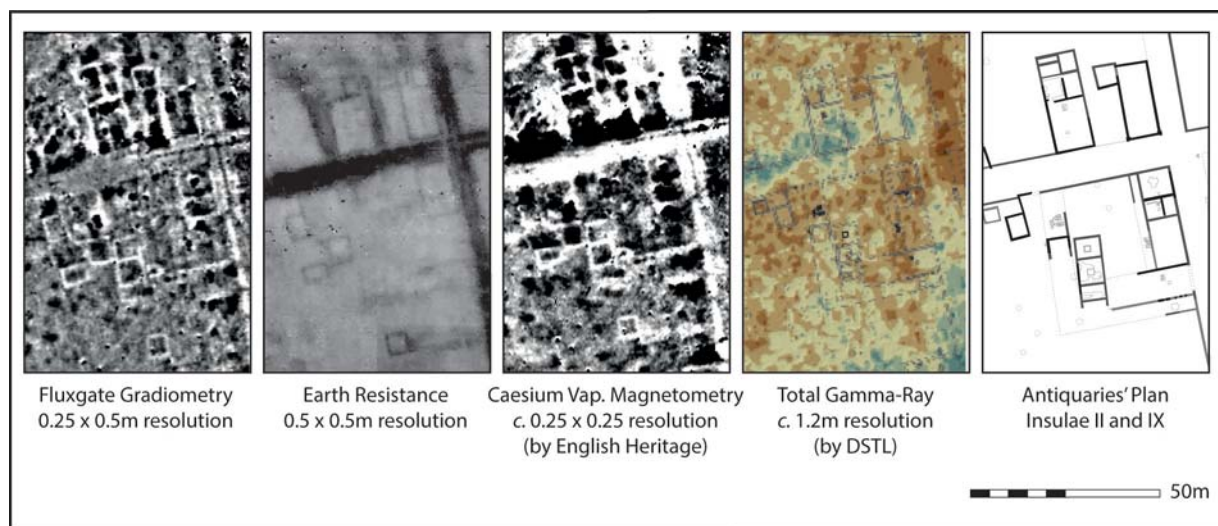 Fluxgate Gradiometry
0.25 x 0.5m resolution
Earth Resistance
0.5 x 0.5m resolution
Caesium Vap. Magnetometry
c. 0.25 x 0.25 resolution
(by English Heritage)
Total Gamma-Ray
c. 1.2m resolution
(by DSTL)
Antiquaries' Plan
Insulae II and IX
50m